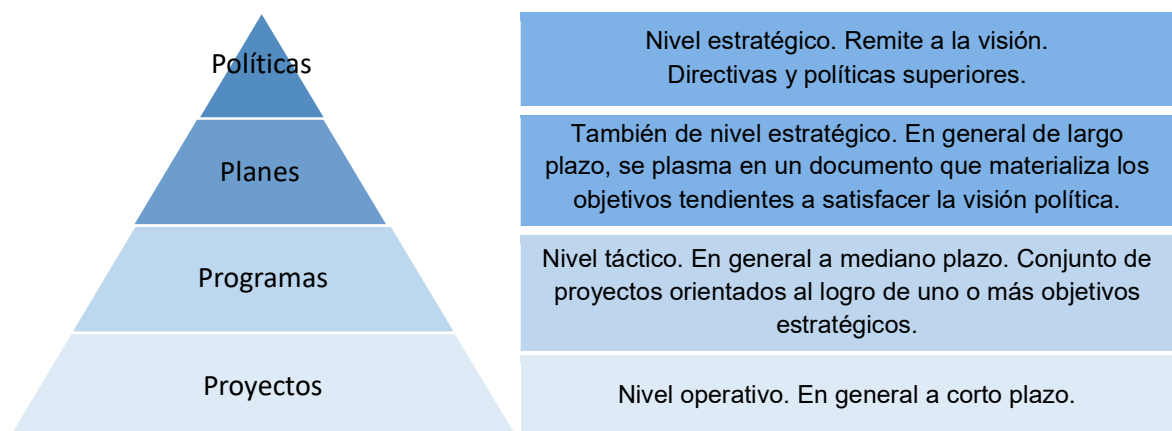 Políticas
Nivel estratégico. Remite a la visión.
Directivas y políticas superiores.
Planes
También de nivel estratégico. En general de largo
plazo, se plasma en un documento que materializa los
objetivos tendientes a satisfacer la visión política.
Programas
Nivel táctico. En general a mediano plazo. Conjunto de
proyectos orientados al logro de uno o más objetivos
estratégicos.
Proyectos
Nivel operativo. En general a corto plazo.